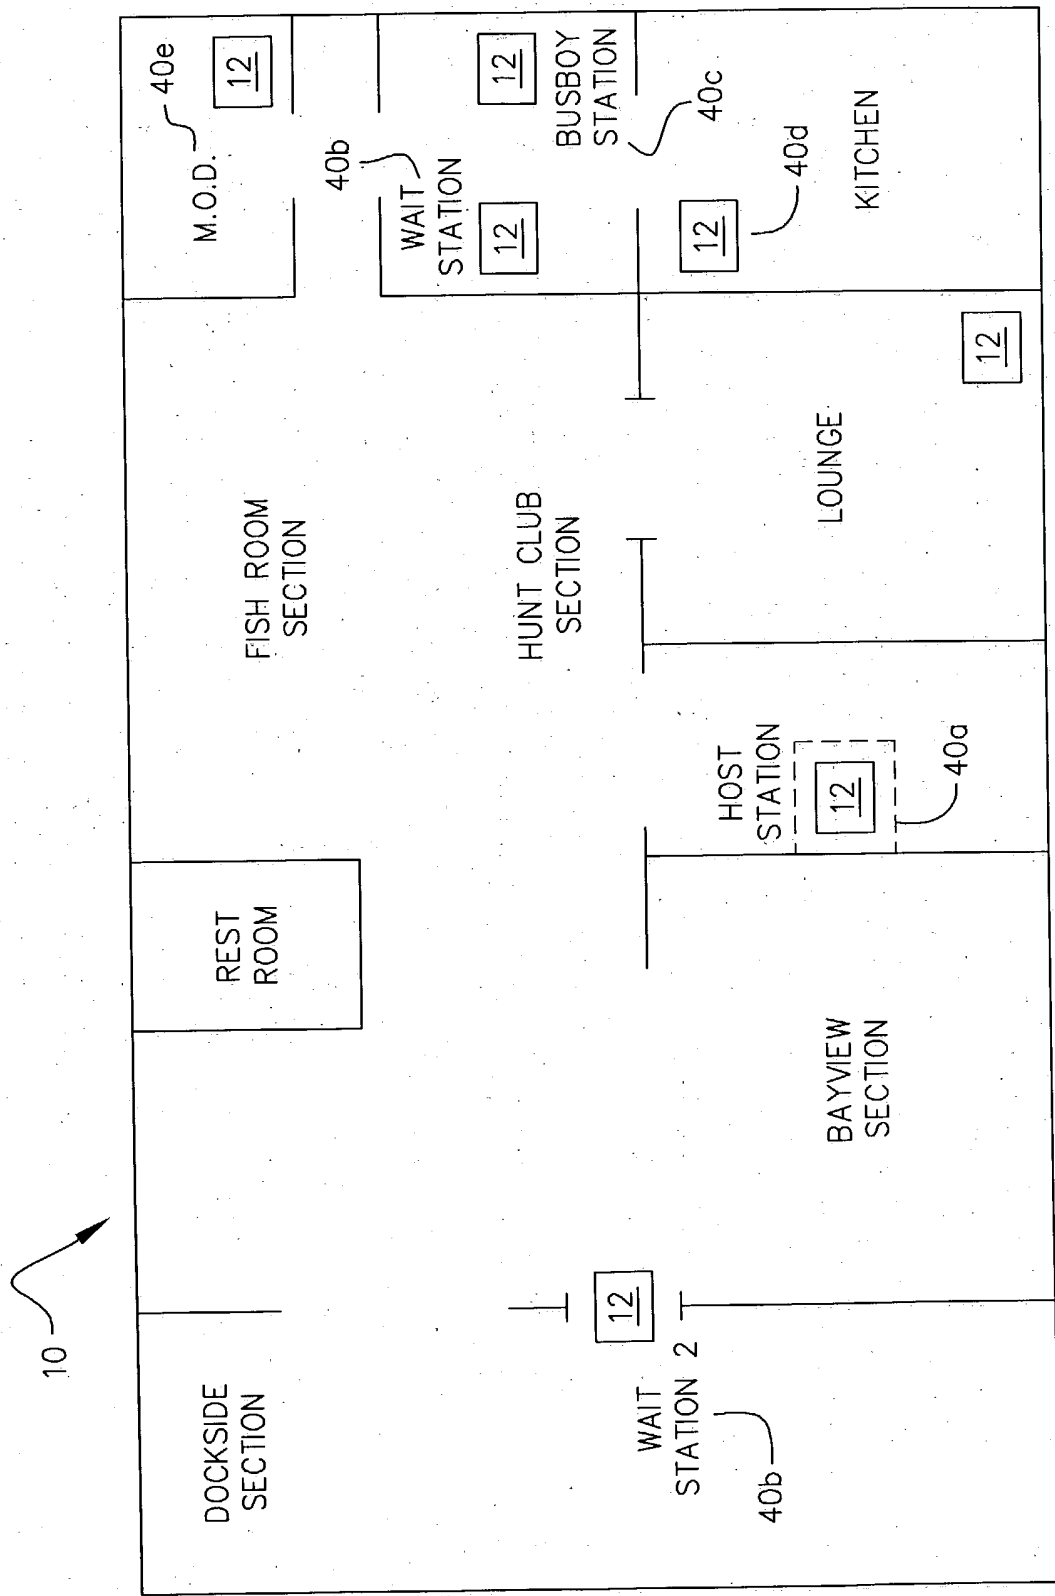 10
DOCKSIDE
SECTION
REST
ROOM
FISH ROOM
SECTION
M.O.D.
40e
12
40b
WAIT
STATION
12
12
BUSBOY
STATION
40c
HUNT CLUB
SECTION
12
WAIT
STATION 2
40b
BAYVIEW
SECTION
HOST
STATION
12
40a
LOUNGE
12
12
40d
KITCHEN